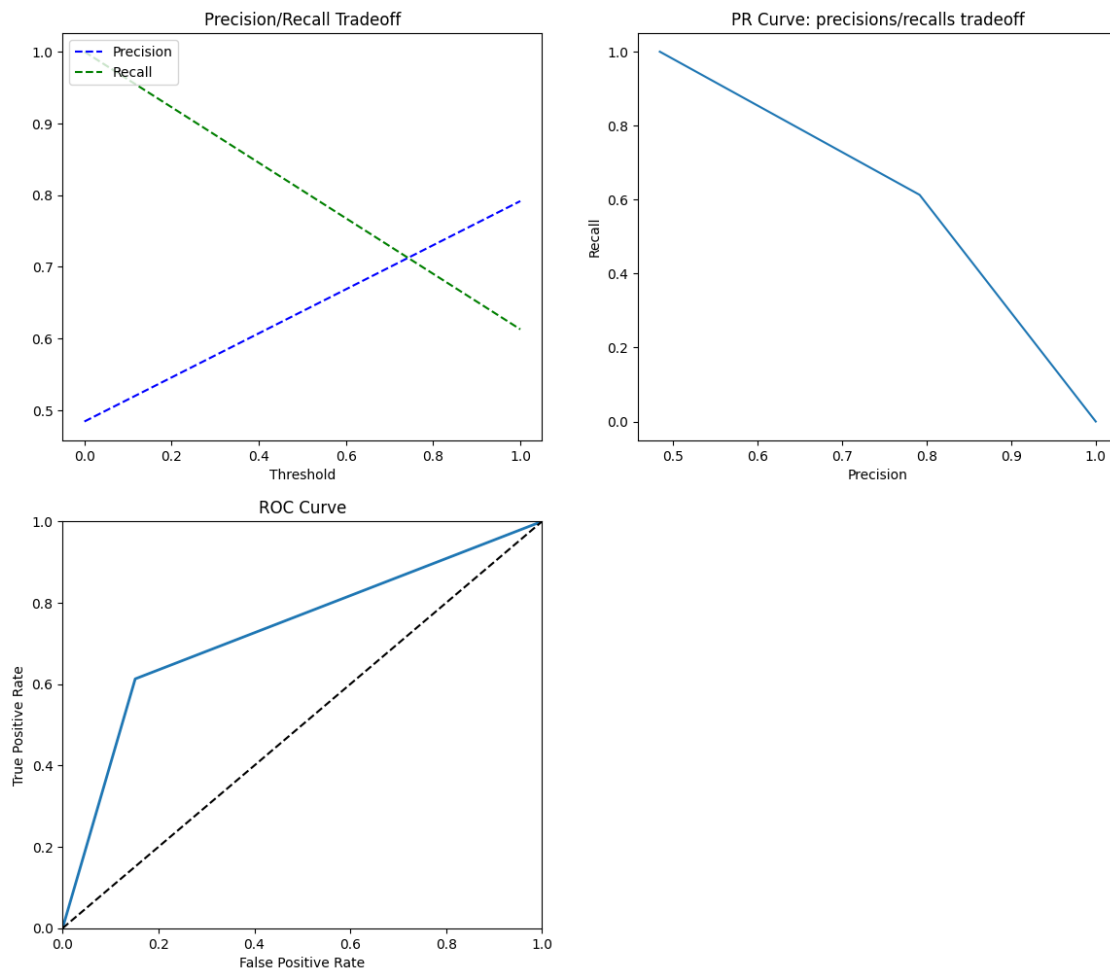 Precision/Recall Tradeoff
1.0
0.9
0.8
0.7
0.6
0.5
Precision
Recall
0.0 0.2 0.4 0.6 0.8 1.0
Threshold
PR Curve: precisions/recalls tradeoff
Recall
1.0
0.8
0.6
0.4
0.2
0.0
0.5 0.6 0.7 0.8 0.9 1.0
Precision
ROC Curve
True Positive Rate
1.0
0.8
0.6
0.4
0.2
0.0
0.0 0.2 0.4 0.6 0.8 1.0
False Positive Rate